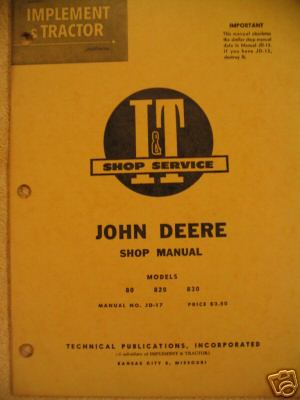 IMPLEMENT
& TRACTOR
IMPORTANT
This manual obsoletes
the similar shop manual
data in Manual JD-13.
If you have JD-13,
destroy it.
I&T
SHOP SERVICE
JOHN DEERE
SHOP MANUAL
MODELS
80 820 830
MANUAL NO. JD-17 PRICE $3.50
TECHNICAL PUBLICATIONS, INCORPORATED
(A subsidiary of IMPLEMENT & TRACTOR)
KANSAS CITY 5, MISSOURI